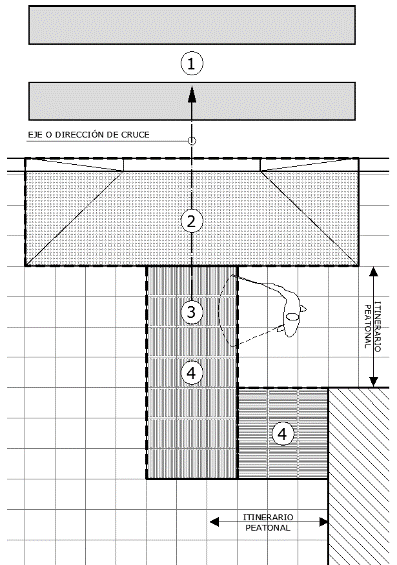 1
EJE O DIRECCIÓN DE CRUCE
2
3
ITINERARIO
PEATONAL
4
4
ITINERARIO
PEATONAL